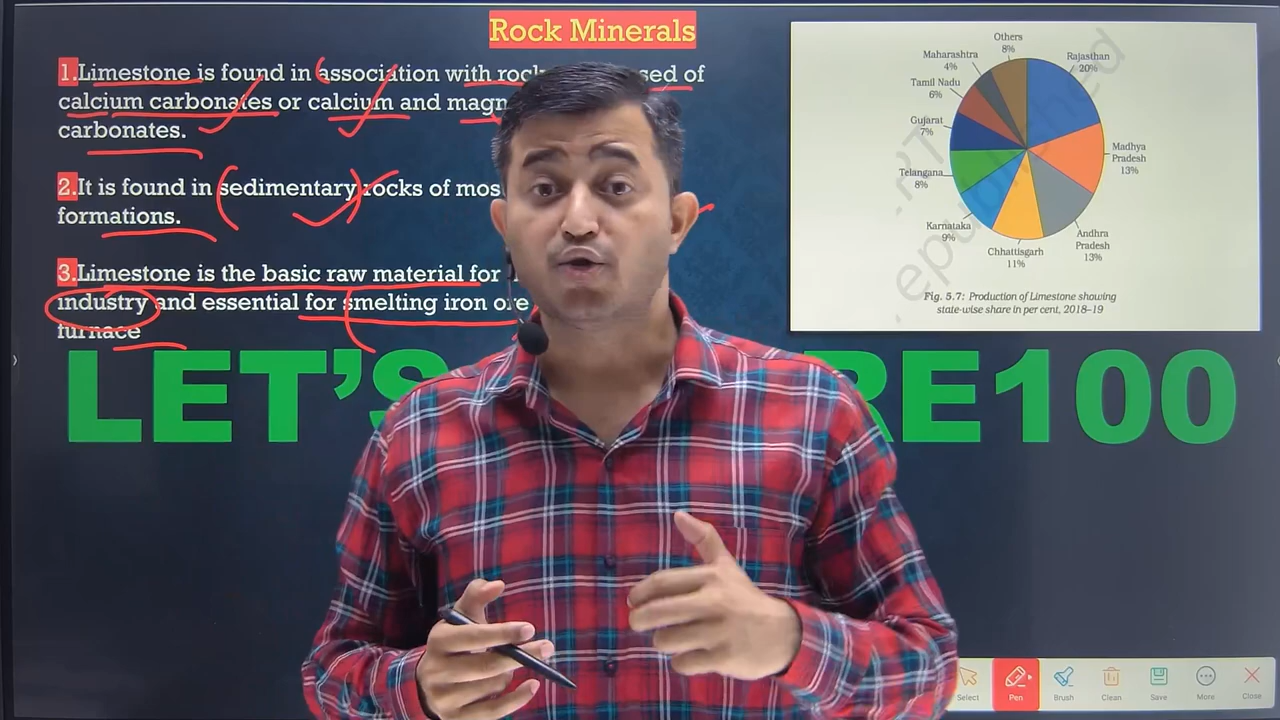 Rock Minerals
1.Limestone is found in association with of
calcium carbonates or calcium and
carbonates.
2.It is found in sedimentary rocks of
formations.
3.Limestone is the basic raw material for
industry and essential for smelting iron ore
furnace
LET'S RE100
Others
8%
Rajasthan
20%
Maharashtra
4%
Tamil Nadu
6%
Gujarat
7%
Madhya
Pradesh
13%
Telangana
8%
Karnataka
9%
Andhra
Pradesh
13%
Chhattisgarh
11%
Fig. 5.7: Production of Limestone showing
state-wise share in per cent, 2018–19
Select
Pen
Brush
Clean
Save
More
Close